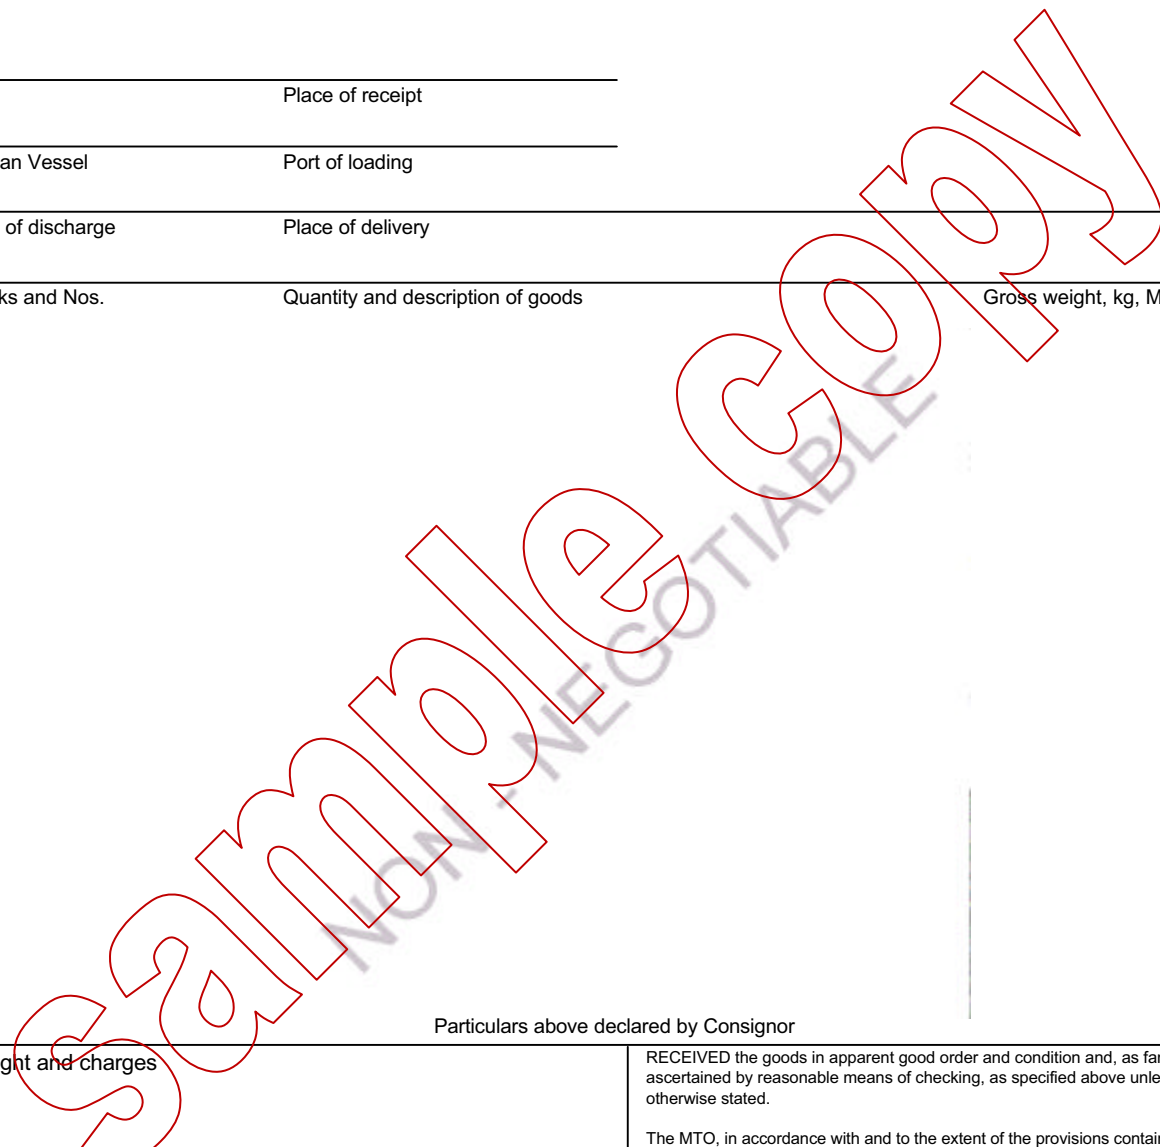 Place of receipt
an Vessel Port of loading
of discharge Place of delivery
ks and Nos. Quantity and description of goods Gross weight, kg, M
sample copy
NON - NEGOTIABLE
Particulars above declared by Consignor
ght and charges
RECEIVED the goods in apparent good order and condition and, as far
ascertained by reasonable means of checking, as specified above unle
otherwise stated.
The MTO, in accordance with and to the extent of the provisions contai